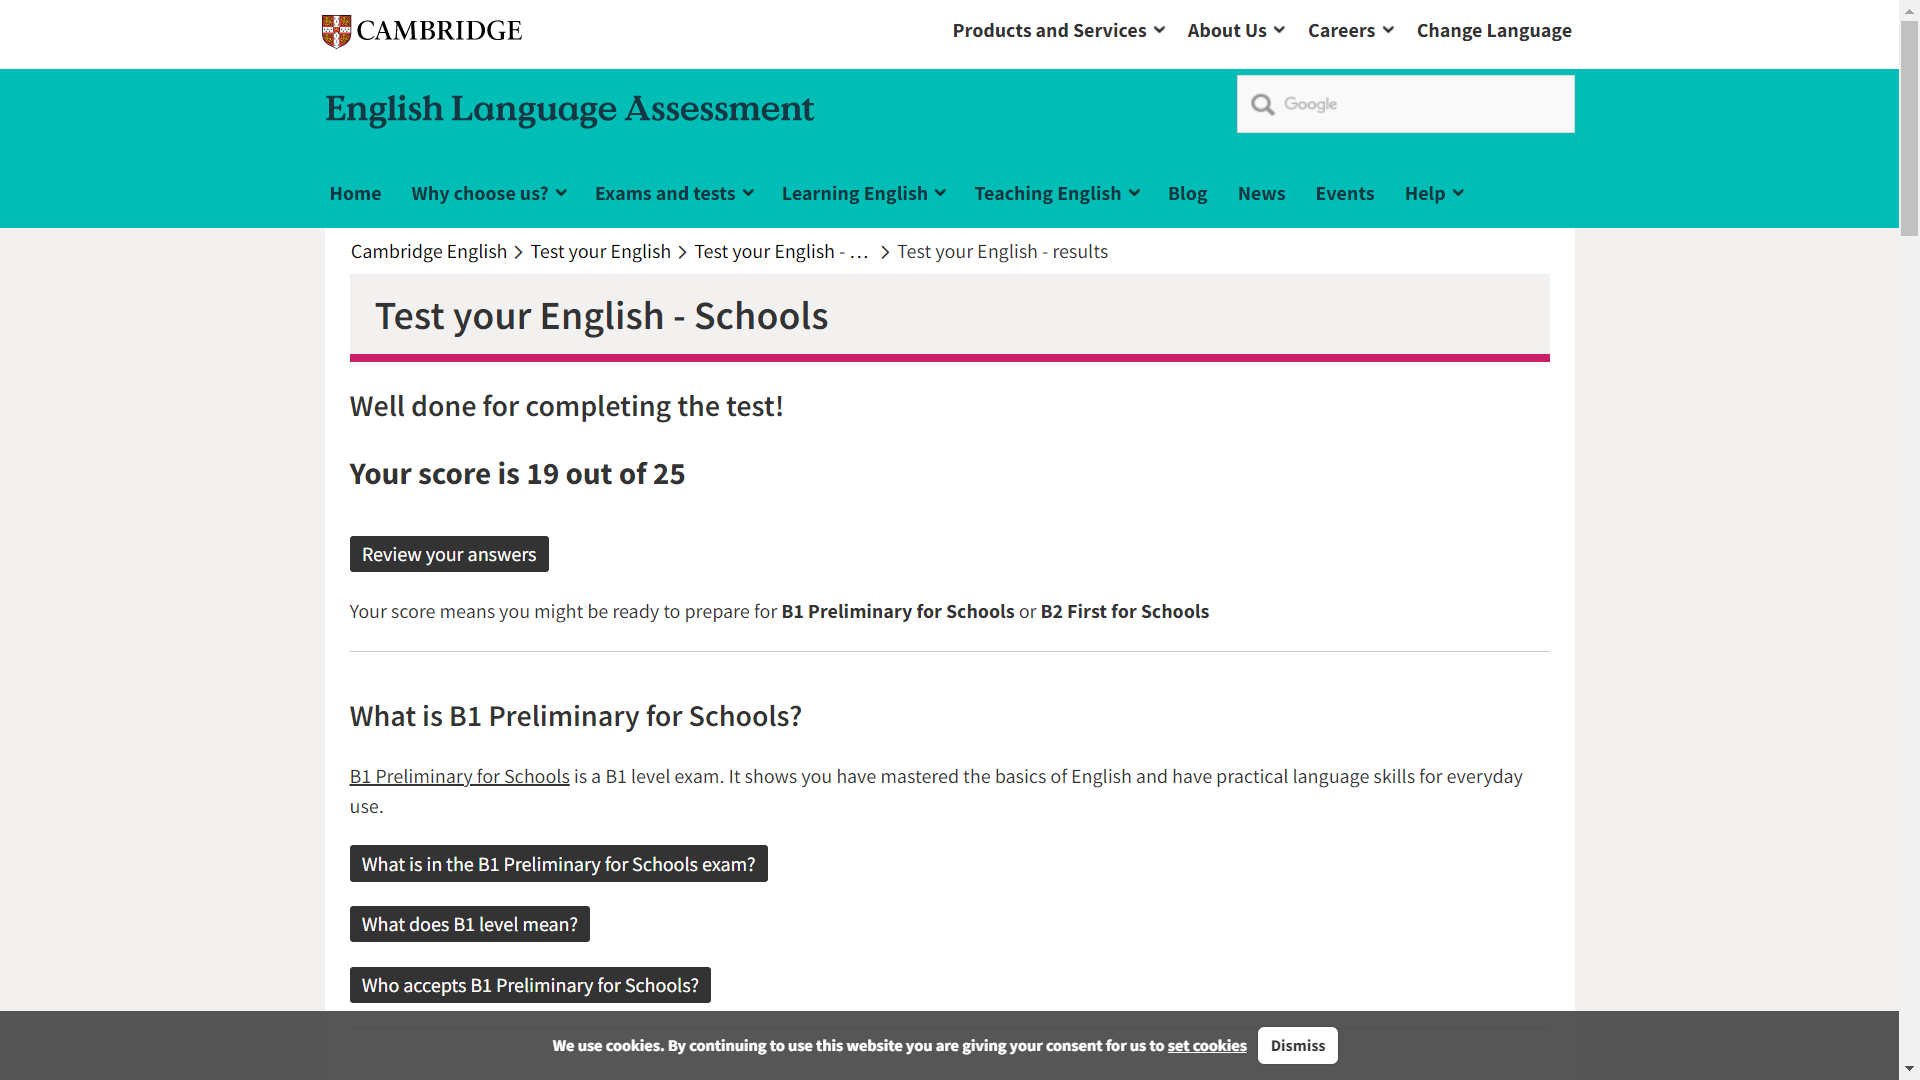 CAMBRIDGE
Products and Services
About Us
Careers
Change Language
English Language Assessment
Google
Home
Why choose us?
Exams and tests
Learning English
Teaching English
Blog
News
Events
Help
Cambridge English > Test your English > Test your English - … > Test your English - results
Test your English - Schools
Well done for completing the test!
Your score is 19 out of 25
Review your answers
Your score means you might be ready to prepare for B1 Preliminary for Schools or B2 First for Schools
What is B1 Preliminary for Schools?
B1 Preliminary for Schools is a B1 level exam. It shows you have mastered the basics of English and have practical language skills for everyday
use.
What is in the B1 Preliminary for Schools exam?
What does B1 level mean?
Who accepts B1 Preliminary for Schools?
We use cookies. By continuing to use this website you are giving your consent for us to set cookies
Dismiss